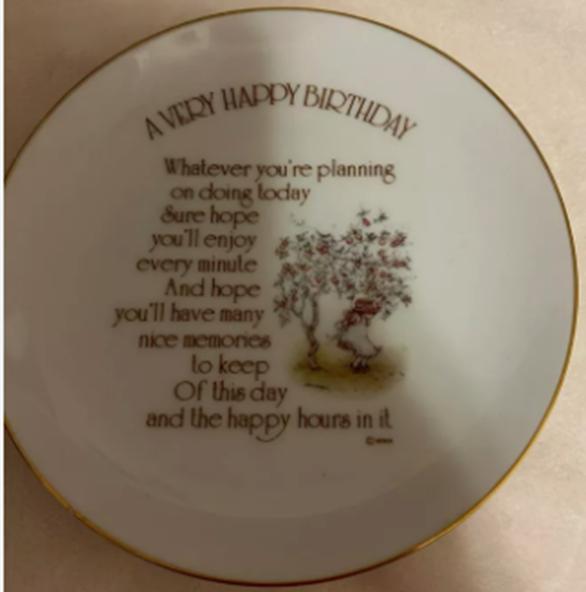 A VERY HAPPY BIRTHDAY
Whatever you're planning
on doing today
Sure hope
you'll enjoy
every minute
And hope
you'll have many
nice memories
to keep
Of this day
and the happy hours in it
©